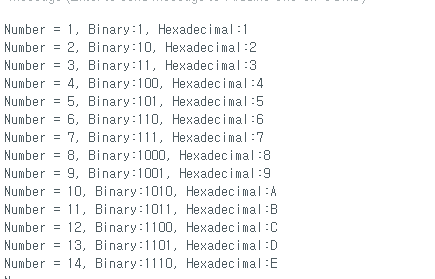 Number = 1, Binary:1, Hexadecimal:1
Number = 2, Binary:10, Hexadecimal:2
Number = 3, Binary:11, Hexadecimal:3
Number = 4, Binary:100, Hexadecimal:4
Number = 5, Binary:101, Hexadecimal:5
Number = 6, Binary:110, Hexadecimal:6
Number = 7, Binary:111, Hexadecimal:7
Number = 8, Binary:1000, Hexadecimal:8
Number = 9, Binary:1001, Hexadecimal:9
Number = 10, Binary:1010, Hexadecimal:A
Number = 11, Binary:1011, Hexadecimal:B
Number = 12, Binary:1100, Hexadecimal:C
Number = 13, Binary:1101, Hexadecimal:D
Number = 14, Binary:1110, Hexadecimal:E